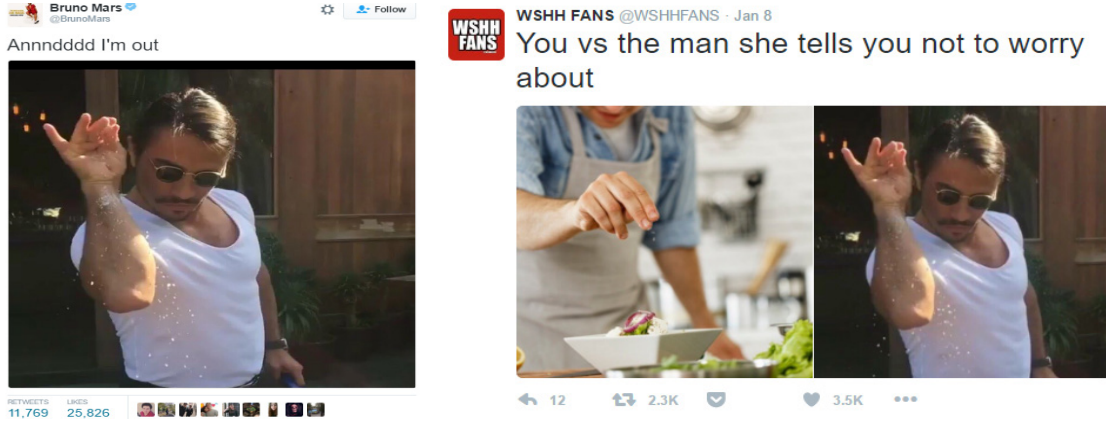 Bruno Mars
@BrunoMars
Follow
Annndddd I'm out
RETWEETS
LIKES
11,769
25,826
WSHH
FANS
WSHH FANS @WSHHFANS · Jan 8
You vs the man she tells you not to worry
about
12
2.3K
3.5K